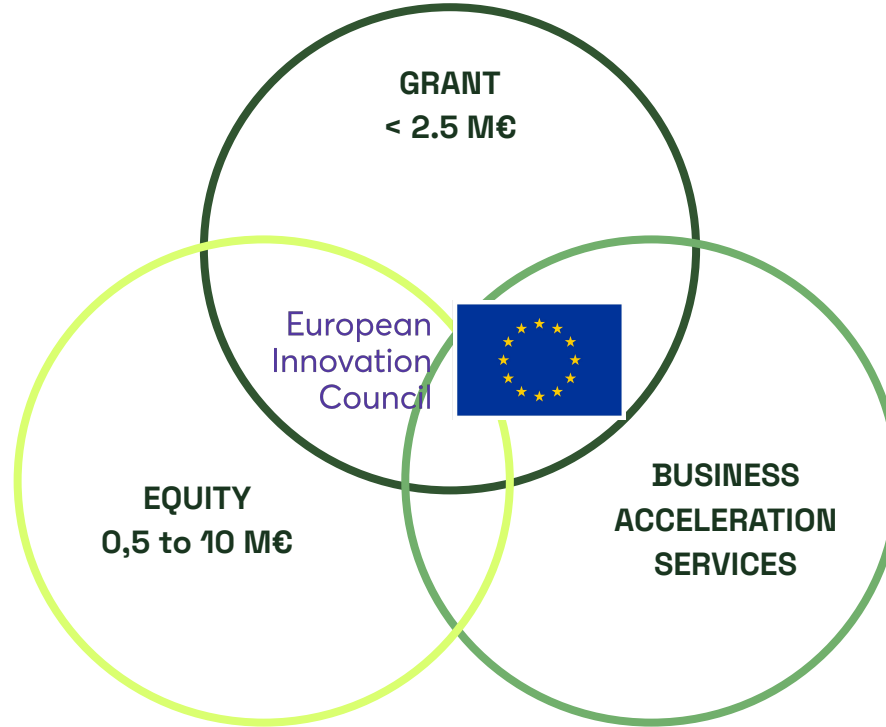 GRANT
< 2.5 M€
European
Innovation
Council
EQUITY
0,5 to 10 M€
BUSINESS
ACCELERATION
SERVICES